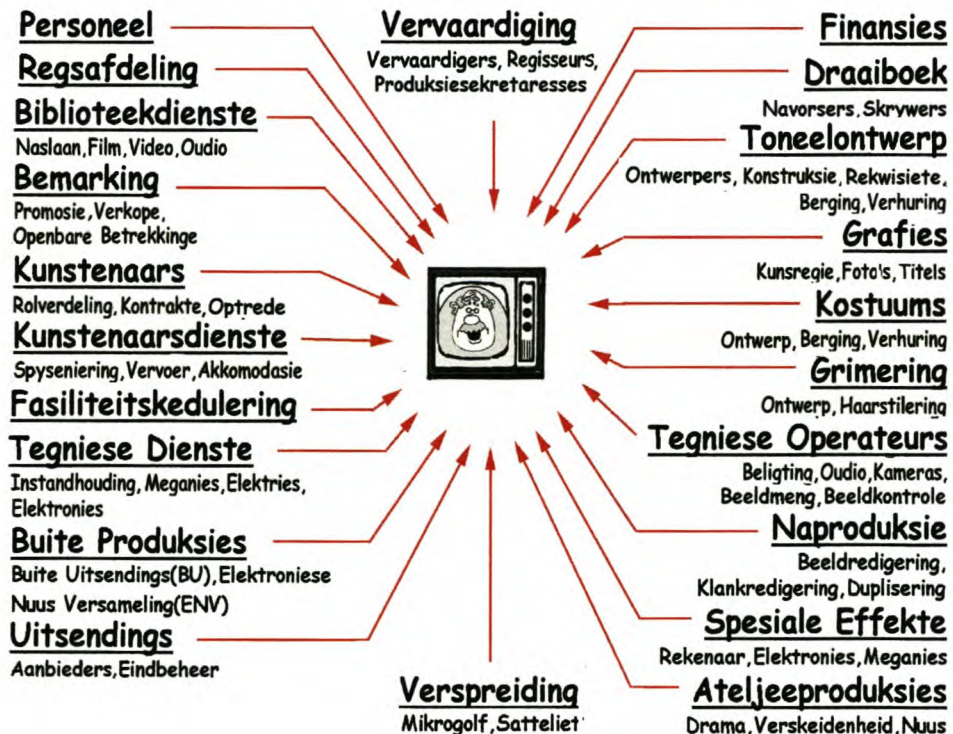 Personeel
Regsafdeling
Biblioteekdienste
Naslaan,Film,Video,Oudio
Bemarking
Promosie,Verkope,
Openbare Betrekkinge
Kunstenaars
Rolverdeling,Kontrakte,Optrede
Kunstenaarsdienste
Spyseniering,Vervoer,Akkomodasie
Fasiliteitskedulering
Tegniese Dienste
Instandhouding,Meganies,Elektries,
Elektronies
Buite Produksies
Buite Uitsendings(BU),Elektroniese
Nuus Versameling(ENV)
Uitsendings
Aanbieders,Eindbeheer
Vervaardiging
Vervaardigers, Regisseurs,
Produksiesekretaresses
Verspreiding
Mikrogolf,Satteliet
Finansies
Draaiboek
Navorsers,Skrywers
Toneelontwerp
Ontwerpers, Konstruksie, Rekwisiete,
Berging,Verhuring
Grafies
Kunsregie,Foto's,Titels
Kostuums
Ontwerp, Berging,Verhuring
Grimering
Ontwerp,Haarstilering
Tegniese Operateurs
Beligting,Oudio,Kameras,
Beeldmeng,Beeldkontrole
Naproduksie
Beeldredigering,
Klankredigering,Duplisering
Spesiale Effekte
Rekenaar,Elektronies,Meganies
Ateljeeproduksies
Drama,Verskeidenheid,Nuus